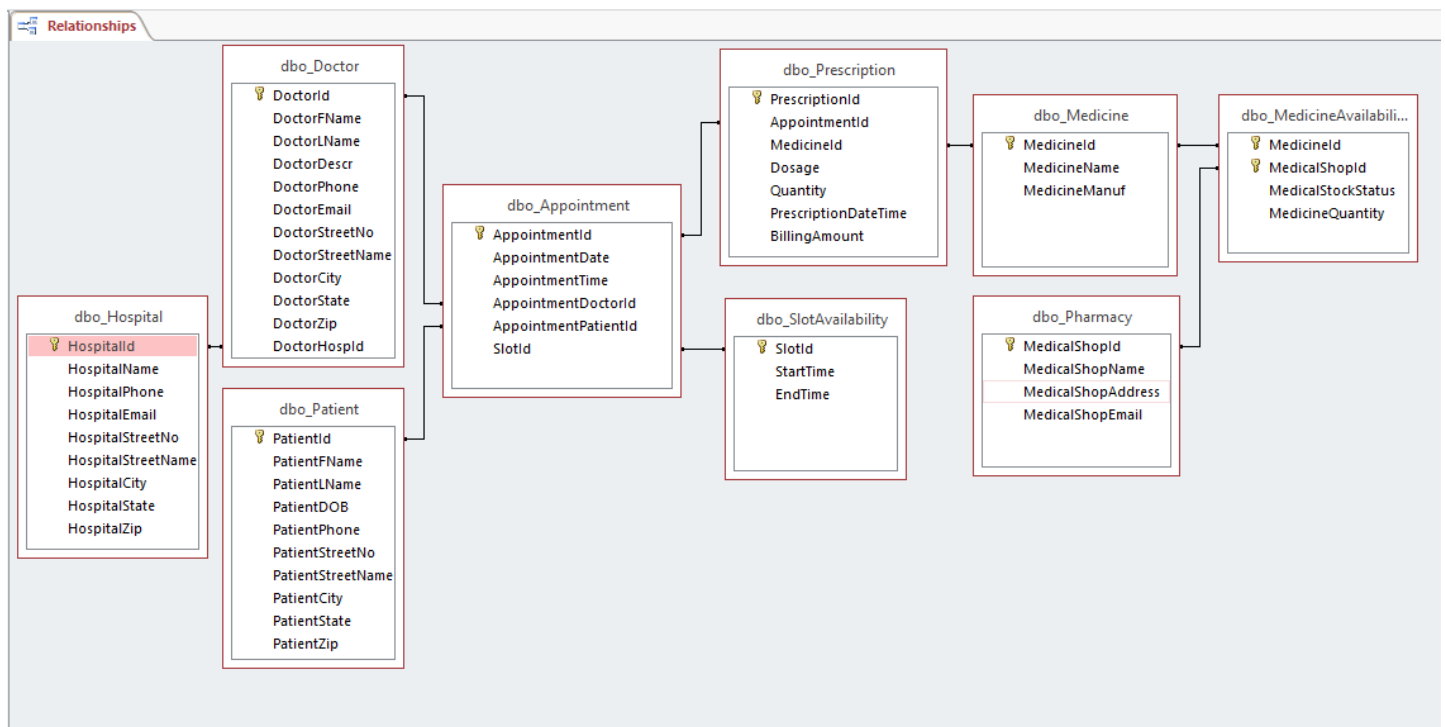 Relationships
dbo_Hospital
HospitalId
HospitalName
HospitalPhone
HospitalEmail
HospitalStreetNo
HospitalStreetName
HospitalCity
HospitalState
HospitalZip
dbo_Doctor
DoctorId
DoctorFName
DoctorLName
DoctorDescr
DoctorPhone
DoctorEmail
DoctorStreetNo
DoctorStreetName
DoctorCity
DoctorState
DoctorZip
DoctorHospId
dbo_Patient
PatientId
PatientFName
PatientLName
PatientDOB
PatientPhone
PatientStreetNo
PatientStreetName
PatientCity
PatientState
PatientZip
dbo_Appointment
AppointmentId
AppointmentDate
AppointmentTime
AppointmentDoctorId
AppointmentPatientId
SlotId
dbo_Prescription
PrescriptionId
AppointmentId
MedicineId
Dosage
Quantity
PrescriptionDateTime
BillingAmount
dbo_SlotAvailability
SlotId
StartTime
EndTime
dbo_Medicine
MedicineId
MedicineName
MedicineManuf
dbo_Pharmacy
MedicalShopId
MedicalShopName
MedicalShopAddress
MedicalShopEmail
dbo_MedicineAvailabili...
MedicineId
MedicalShopId
MedicalStockStatus
MedicineQuantity